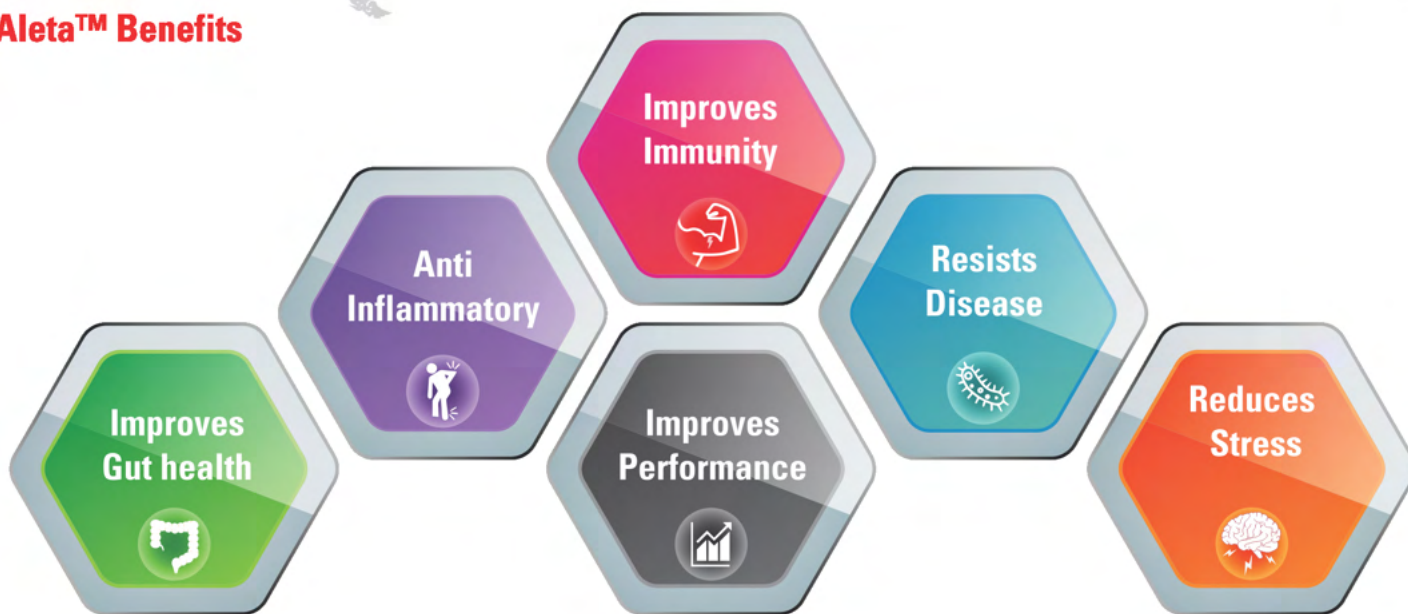 Aleta™ Benefits
Improves
Immunity
Anti
Inflammatory
Resists
Disease
Improves
Gut health
Improves
Performance
Reduces
Stress